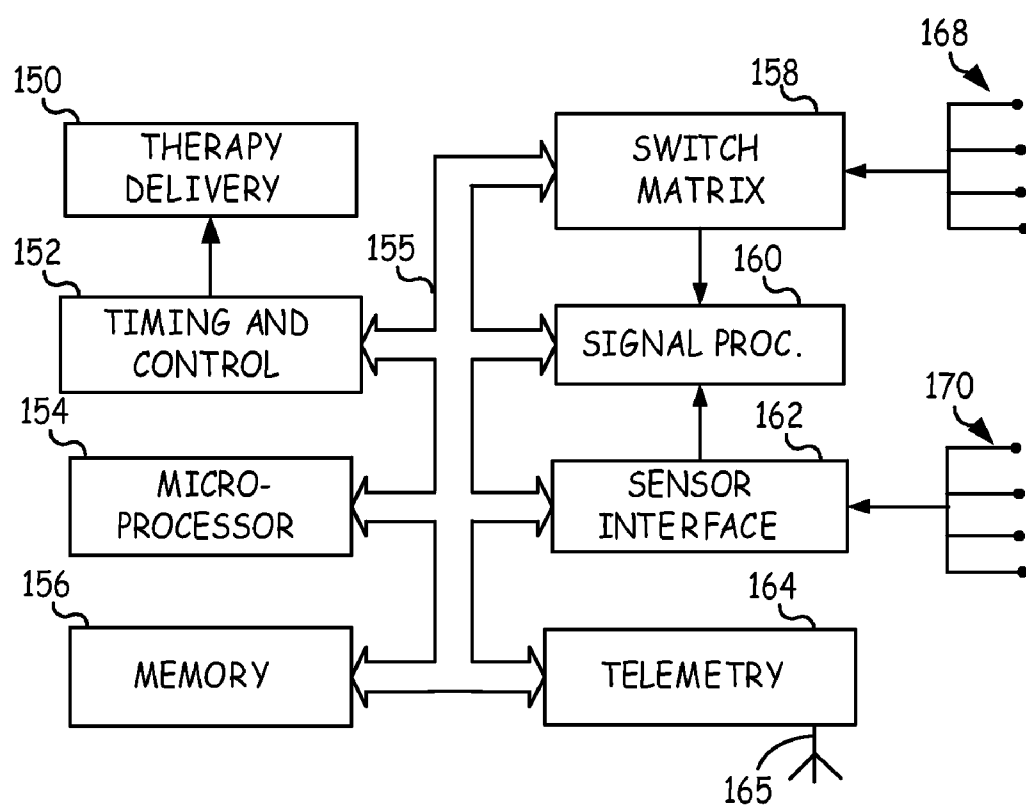 168
150
158
THERAPY
DELIVERY
SWITCH
MATRIX
152
155
160
TIMING AND
CONTROL
SIGNAL PROC.
154
162
170
MICRO-
PROCESSOR
SENSOR
INTERFACE
156
164
MEMORY
TELEMETRY
165